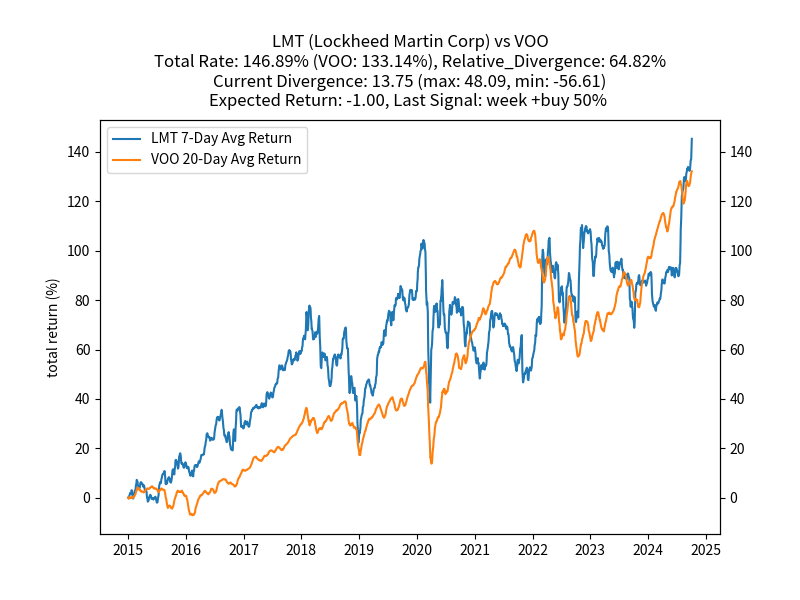 LMT (Lockheed Martin Corp) vs VOO
Total Rate: 146.89% (VOO: 133.14%), Relative_Divergence: 64.82%
Current Divergence: 13.75 (max: 48.09, min: -56.61)
Expected Return: -1.00, Last Signal: week +buy 50%
LMT 7-Day Avg Return
VOO 20-Day Avg Return
total return (%)
140 140
120 120
100 100
80 80
60 60
40 40
20 20
0 0
2015 2016 2017 2018 2019 2020 2021 2022 2023 2024 2025